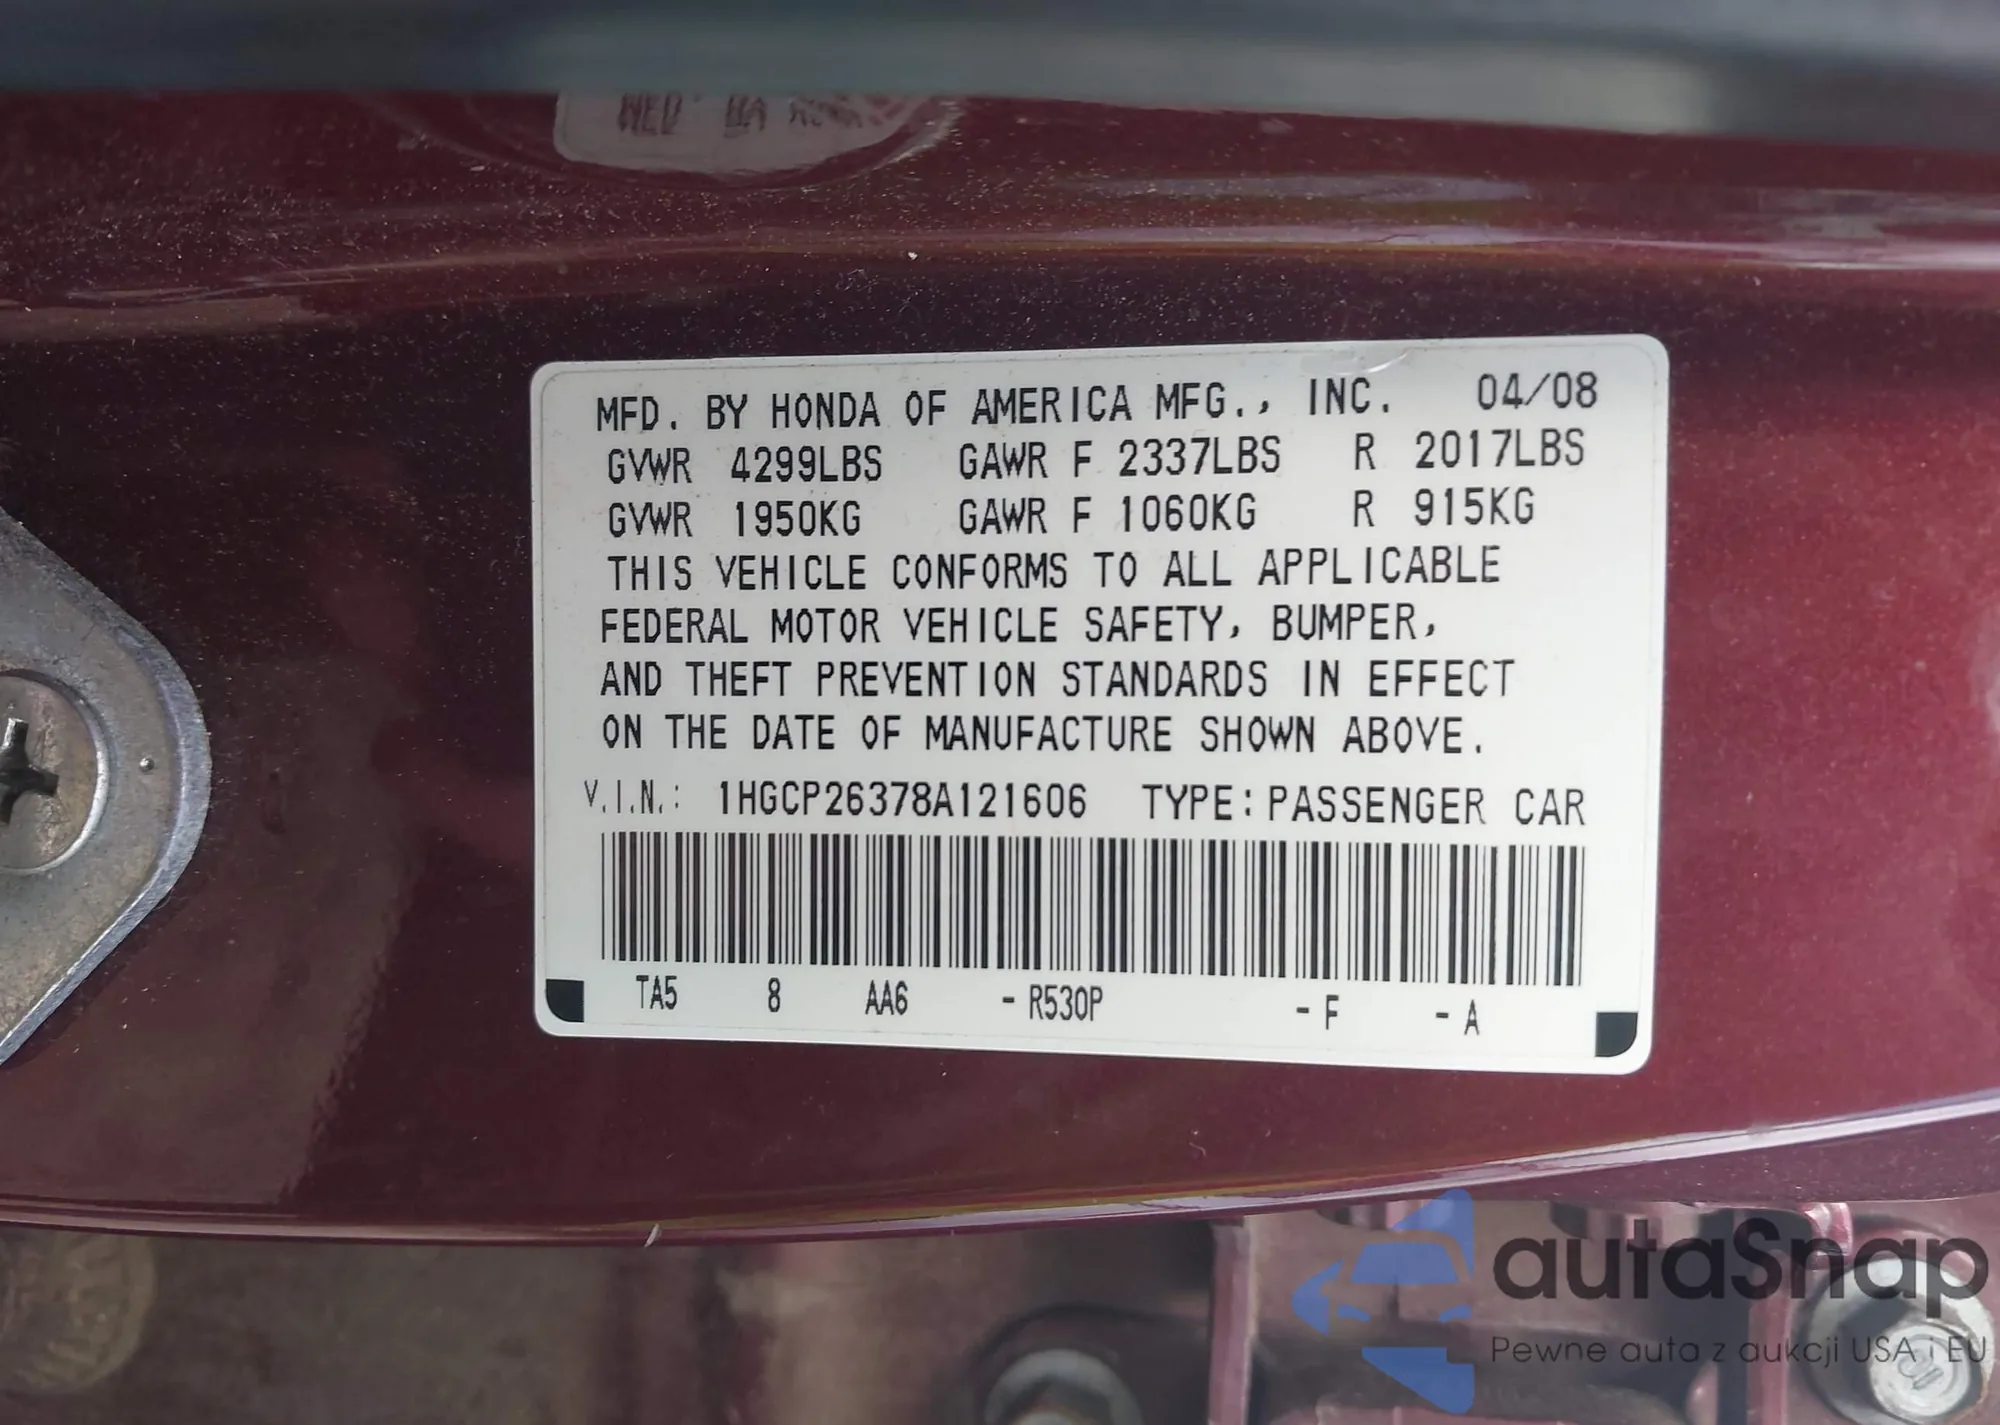 WED
MFD. BY HONDA OF AMERICA MFG., INC. 04/08
GVWR 4299LBS GAWR F 2337LBS R 2017LBS
GVWR 1950KG GAWR F 1060KG R 915KG
THIS VEHICLE CONFORMS TO ALL APPLICABLE
FEDERAL MOTOR VEHICLE SAFETY, BUMPER,
AND THEFT PREVENTION STANDARDS IN EFFECT
ON THE DATE OF MANUFACTURE SHOWN ABOVE.
V.I.N.: 1HGCP26378A121606 TYPE: PASSENGER CAR
TA5 8 AA6 - R530P - F - A
autaSnap
Pewne auta z aukcji USA i EU